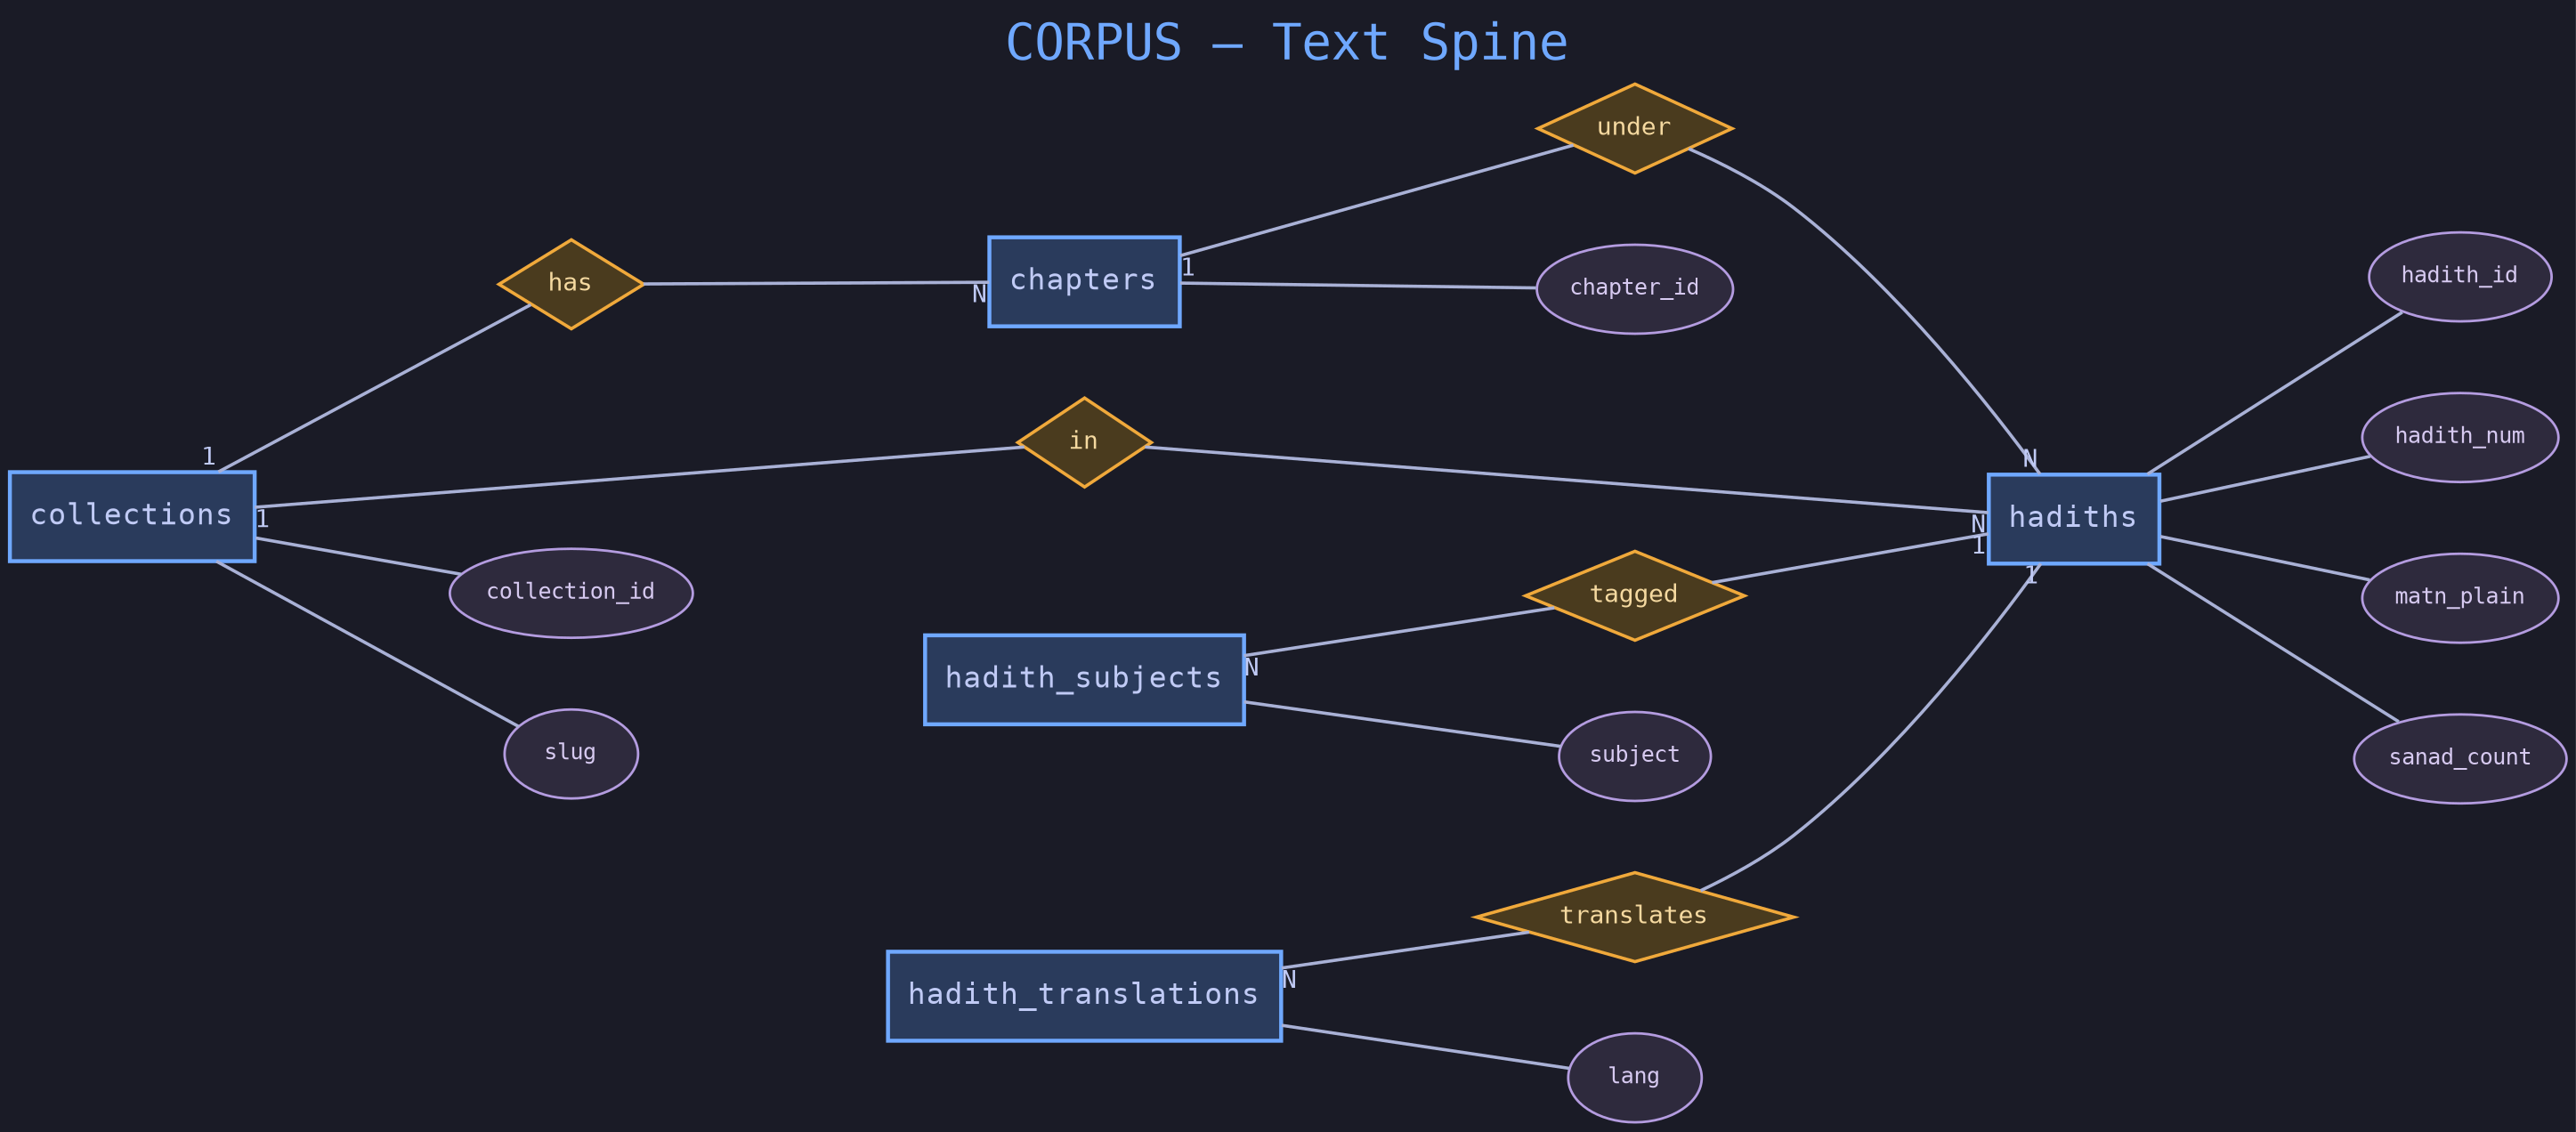 CORPUS — Text Spine
under
has
chapters
1
N
chapter_id
hadith_id
hadith_num
in
1
N
collections
1
N
hadiths
1
1
collection_id
tagged
matn_plain
hadith_subjects
N
slug
subject
sanad_count
translates
hadith_translations
N
lang